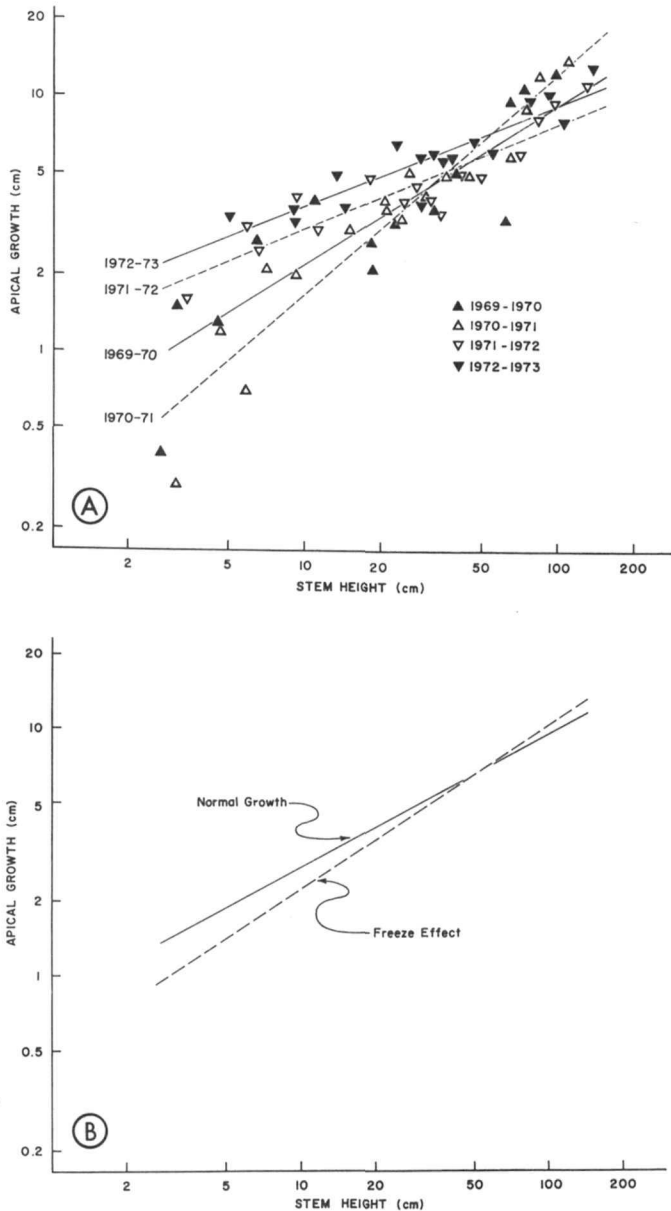 20
10
5
2
1
0.5
0.2
APICAL GROWTH (cm)
1972-73
1971-72
1969-70
1970-71
1969-1970
1970-1971
1971-1972
1972-1973
A
2 5 10 20 50 100 200
STEM HEIGHT (cm)
20
10
5
2
1
0.5
0.2
APICAL GROWTH (cm)
Normal Growth
Freeze Effect
B
2 5 10 20 50 100 200
STEM HEIGHT (cm)